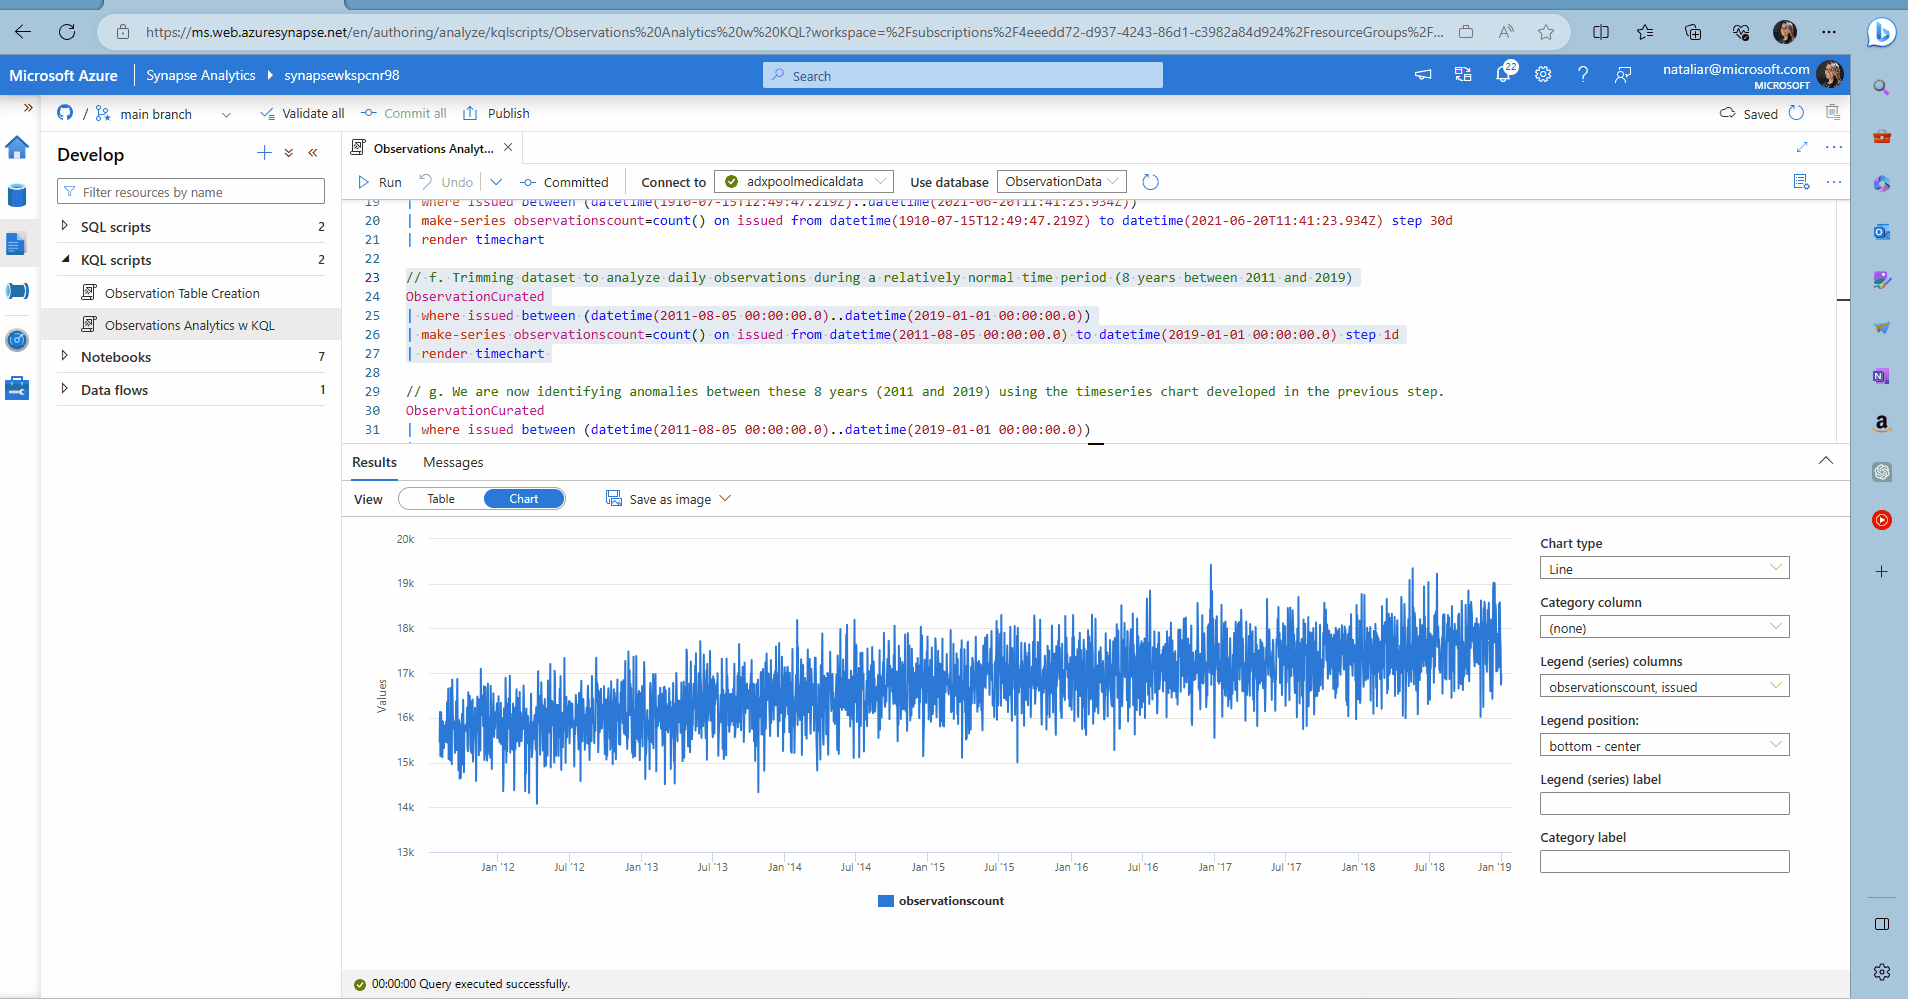 https://ms.web.azuresynapse.net/en/authoring/analyze/kqlscripts/Observations%20Analytics%20w%20KQL?workspace=%2Fsubscriptions%2F4eeedd72-d937-4243-86d1-c3982a84d924%2FresourceGroups%2F...
Microsoft Azure
Synapse Analytics
synapsewkspcnr98
Search
22
nataliar@microsoft.com
MICROSOFT
/ main branch
Validate all
Commit all
Publish
Saved
Develop
Filter resources by name
SQL scripts 2
KQL scripts 2
Observation Table Creation
Observations Analytics w KQL
Notebooks 7
Data flows 1
Observations Analyt...
Run
Undo
Committed
Connect to
adxpoolmedicaldata
Use database
ObservationData
19 | where issued between (datetime(1910-07-15T12:49:47.219Z)..datetime(2021-06-20T11:41:23.934Z))
20 | make-series observationscount=count() on issued from datetime(1910-07-15T12:49:47.219Z) to datetime(2021-06-20T11:41:23.934Z) step 30d
21 | render timechart
22
23 // f. Trimming dataset to analyze daily observations during a relatively normal time period (8 years between 2011 and 2019)
24 ObservationCurated
25 | where issued between (datetime(2011-08-05 00:00:00.0)..datetime(2019-01-01 00:00:00.0))
26 | make-series observationscount=count() on issued from datetime(2011-08-05 00:00:00.0) to datetime(2019-01-01 00:00:00.0) step 1d
27 | render timechart
28
29 // g. We are now identifying anomalies between these 8 years (2011 and 2019) using the timeseries chart developed in the previous step.
30 ObservationCurated
31 | where issued between (datetime(2011-08-05 00:00:00.0)..datetime(2019-01-01 00:00:00.0))
Results
Messages
View
Table
Chart
Save as image
20k
19k
18k
17k
16k
15k
14k
13k
Values
Jan '12
Jul '12
Jan '13
Jul '13
Jan '14
Jul '14
Jan '15
Jul '15
Jan '16
Jul '16
Jan '17
Jul '17
Jan '18
Jul '18
Jan '19
observationscount
Chart type
Line
Category column
(none)
Legend (series) columns
observationscount, issued
Legend position:
bottom - center
Legend (series) label
Category label
00:00:00 Query executed successfully.